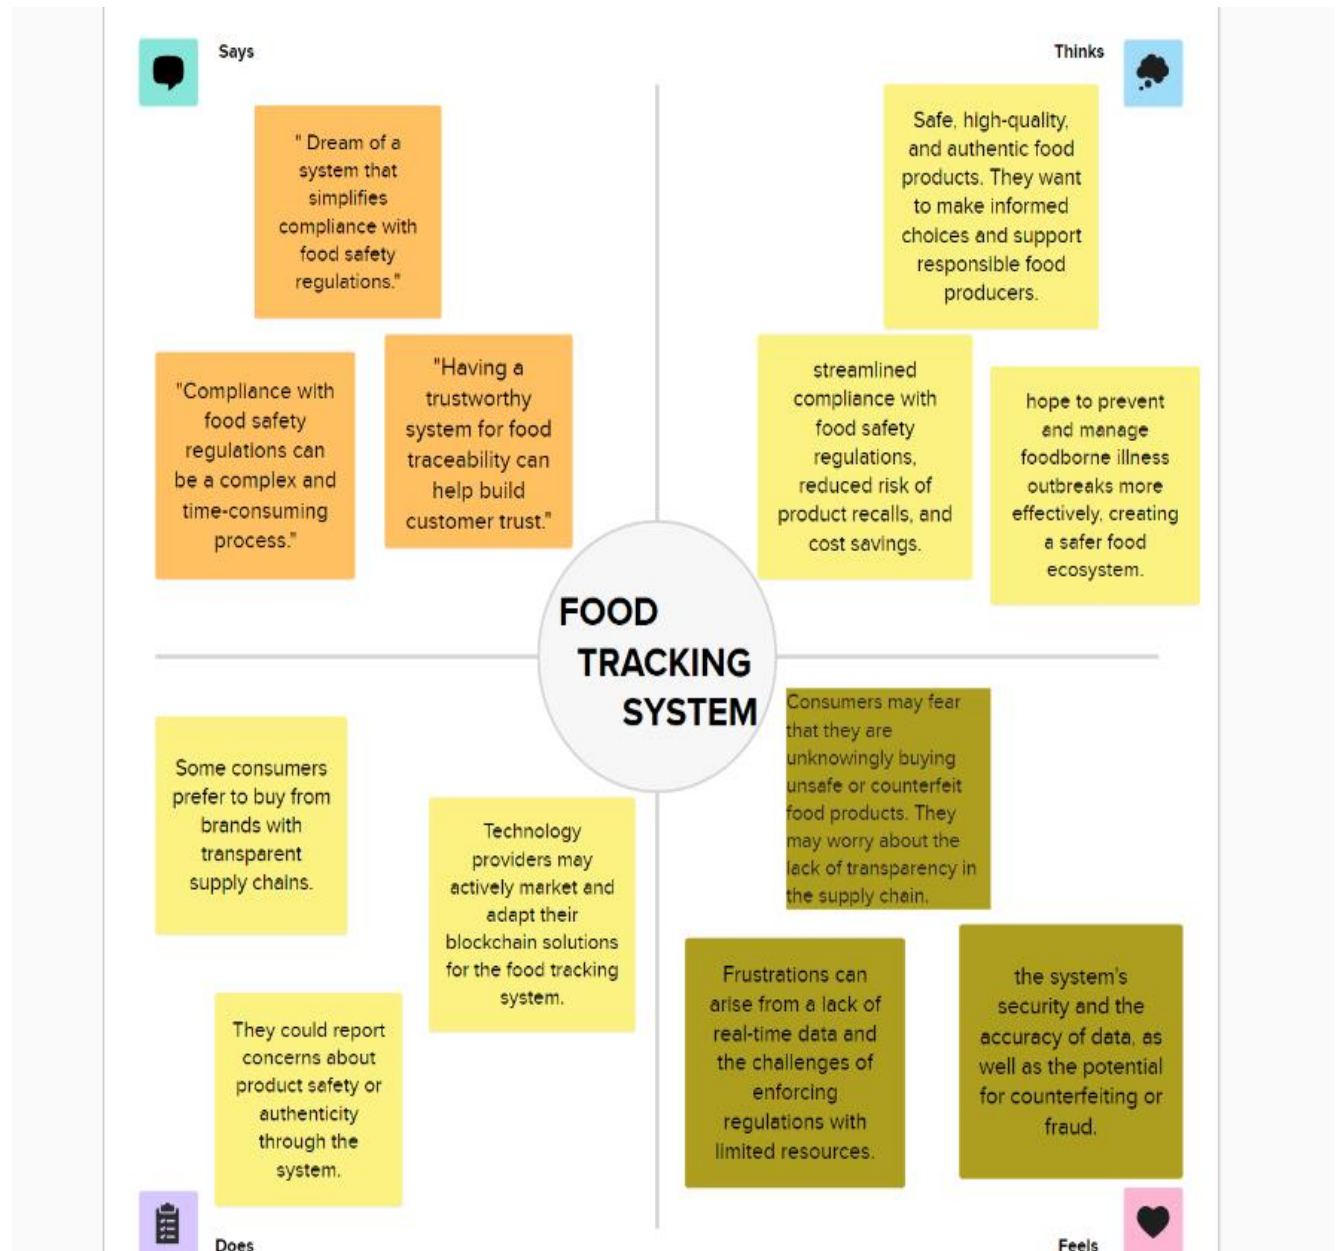 Says
" Dream of a
system that
simplifies
compliance with
food safety
regulations."
"Compliance with
food safety
regulations can
be a complex and
time-consuming
process."
"Having a
trustworthy
system for food
traceability can
help build
customer trust."
Thinks
Safe, high-quality,
and authentic food
products. They want
to make informed
choices and support
responsible food
producers.
streamlined
compliance with
food safety
regulations,
reduced risk of
product recalls, and
cost savings.
hope to prevent
and manage
foodborne illness
outbreaks more
effectively, creating
a safer food
ecosystem.
FOOD
TRACKING
SYSTEM
Some consumers
prefer to buy from
brands with
transparent
supply chains.
Technology
providers may
actively market and
adapt their
blockchain solutions
for the food tracking
system.
They could report
concerns about
product safety or
authenticity
through the
system.
Does
Consumers may fear
that they are
unknowingly buying
unsafe or counterfeit
food products. They
may worry about the
lack of transparency in
the supply chain.
Frustrations can
arise from a lack of
real-time data and
the challenges of
enforcing
regulations with
limited resources.
the system's
security and the
accuracy of data, as
well as the potential
for counterfeiting or
fraud.
Feels